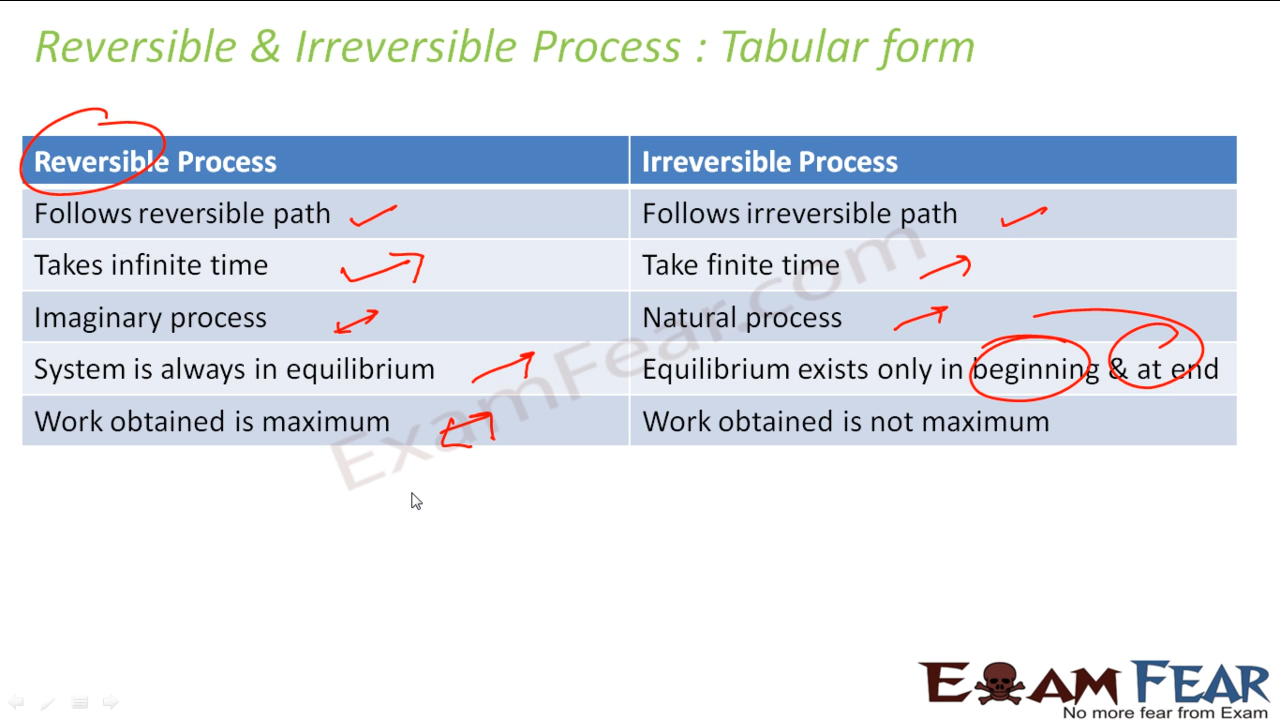 Reversible & Irreversible Process : Tabular form
Reversible Process Irreversible Process
Follows reversible path Follows irreversible path
Takes infinite time Take finite time
Imaginary process Natural process
System is always in equilibrium Equilibrium exists only in beginning & at end
Work obtained is maximum Work obtained is not maximum
ExamFear.com
EXAM FEAR
No more fear from Exam